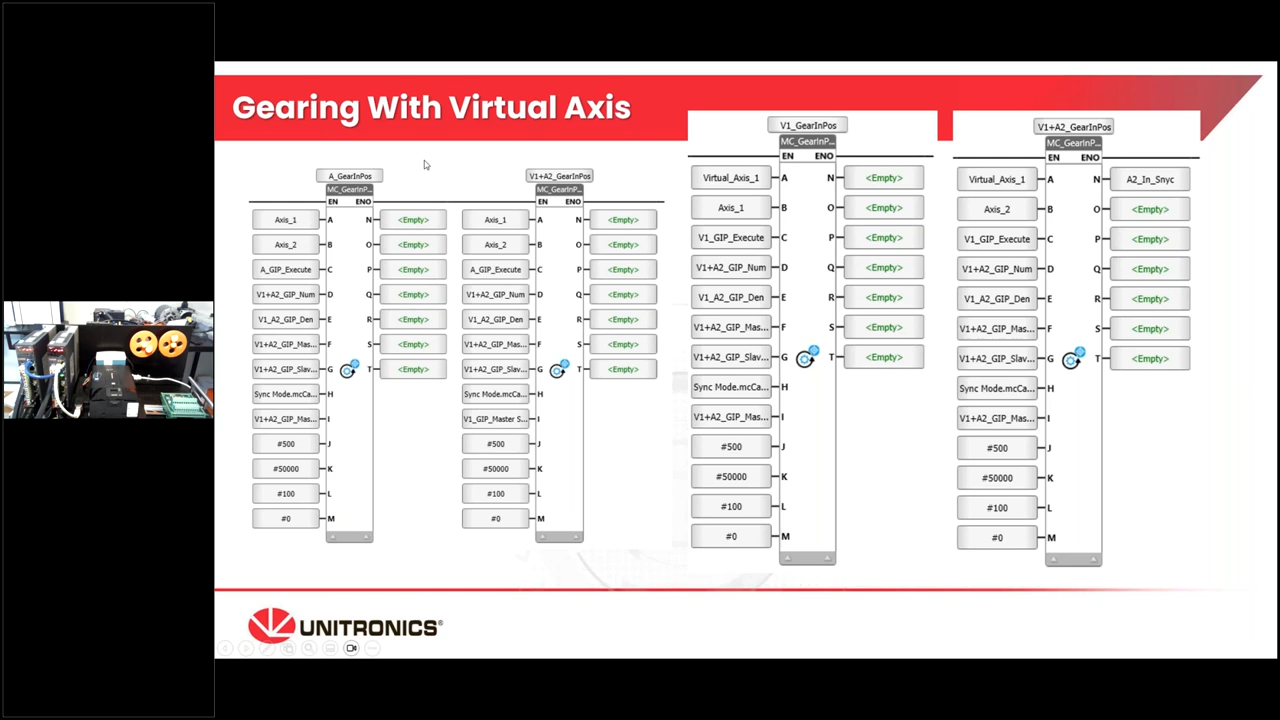 Gearing With Virtual Axis
A_GearInPos
MC_GearInP...
EN ENO
Axis_1 A N <Empty>
Axis_2 B O <Empty>
A_GIP_Execute C P <Empty>
V1+A2_GIP_Num D Q <Empty>
V1_A2_GIP_Den E R <Empty>
V1+A2_GIP_Mas... F S <Empty>
V1+A2_GIP_Slav... G T <Empty>
Sync Mode.mcCa... H
V1+A2_GIP_Mas... I
#500 J
#50000 K
#100 L
#0 M
V1+A2_GearInPos
MC_GearInP...
EN ENO
Axis_1 A N <Empty>
Axis_2 B O <Empty>
A_GIP_Execute C P <Empty>
V1+A2_GIP_Num D Q <Empty>
V1_A2_GIP_Den E R <Empty>
V1+A2_GIP_Mas... F S <Empty>
V1+A2_GIP_Slav... G T <Empty>
Sync Mode.mcCa... H
V1_GIP_Master S... I
#500 J
#50000 K
#100 L
#0 M
V1_GearInPos
MC_GearInP...
EN ENO
Virtual_Axis_1 A N <Empty>
Axis_1 B O <Empty>
V1_GIP_Execute C P <Empty>
V1+A2_GIP_Num D Q <Empty>
V1_A2_GIP_Den E R <Empty>
V1+A2_GIP_Mas... F S <Empty>
V1+A2_GIP_Slav... G T <Empty>
Sync Mode.mcCa... H
V1+A2_GIP_Mas... I
#500 J
#50000 K
#100 L
#0 M
V1+A2_GearInPos
MC_GearInP...
EN ENO
Virtual_Axis_1 A N A2_In_Snyc
Axis_2 B O <Empty>
V1_GIP_Execute C P <Empty>
V1+A2_GIP_Num D Q <Empty>
V1_A2_GIP_Den E R <Empty>
V1+A2_GIP_Mas... F S <Empty>
V1+A2_GIP_Slav... G T <Empty>
Sync Mode.mcCa... H
V1+A2_GIP_Mas... I
#500 J
#50000 K
#100 L
#0 M
UNITRONICS®